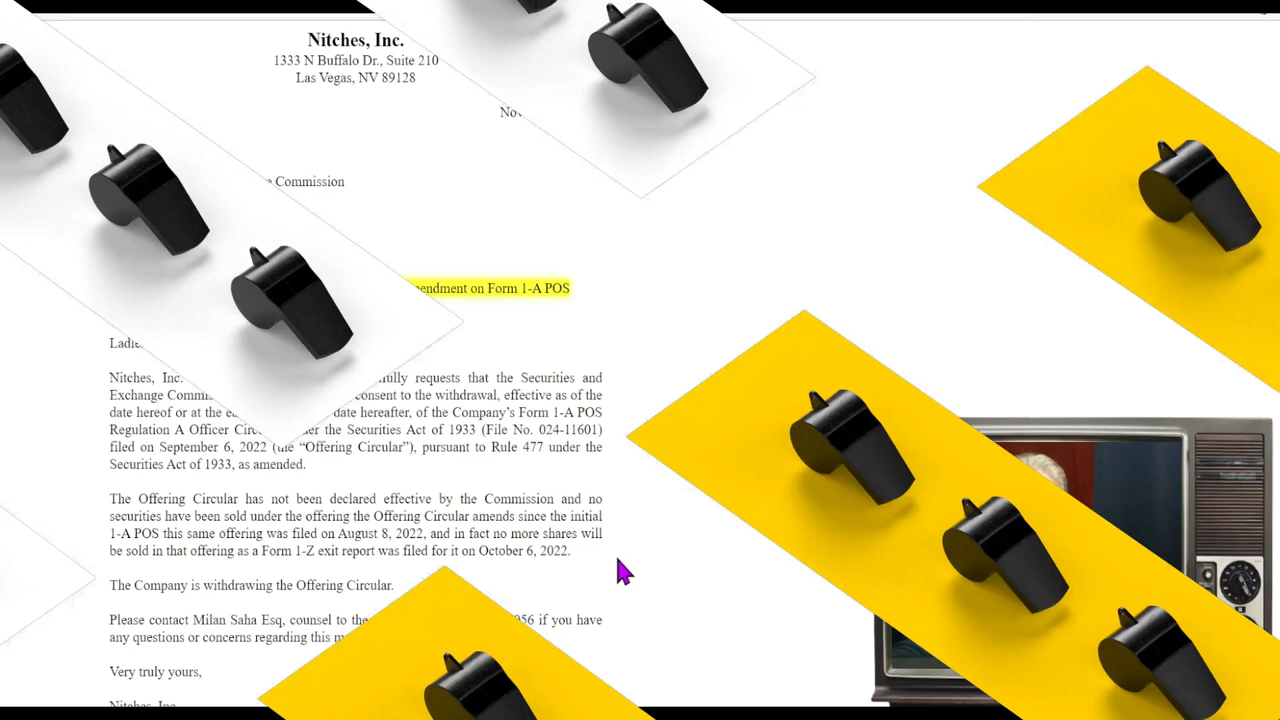 Nitches, Inc.
1333 N Buffalo Dr., Suite 210
Las Vegas, NV 89128
Commission
endment on Form 1-A POS
Nitches, Inc. fully requests that the Securities and
Exchange consent to the withdrawal, effective as of the
date hereof or at the date hereafter, of the Company’s Form 1-A POS
Regulation A Officer the Securities Act of 1933 (File No. 024-11601)
filed on September 6, 2022 (the “Offering Circular”), pursuant to Rule 477 under the
Securities Act of 1933, as amended.
The Offering Circular has not been declared effective by the Commission and no
securities have been sold under the offering the Offering Circular amends since the initial
1-A POS this same offering was filed on August 8, 2022, and in fact no more shares will
be sold in that offering as a Form 1-Z exit report was filed for it on October 6, 2022.
The Company is withdrawing the Offering Circular.
Please contact Milan Saha Esq, counsel to the 056 if you have
any questions or concerns regarding this
Very truly yours,
Nitches, Inc.